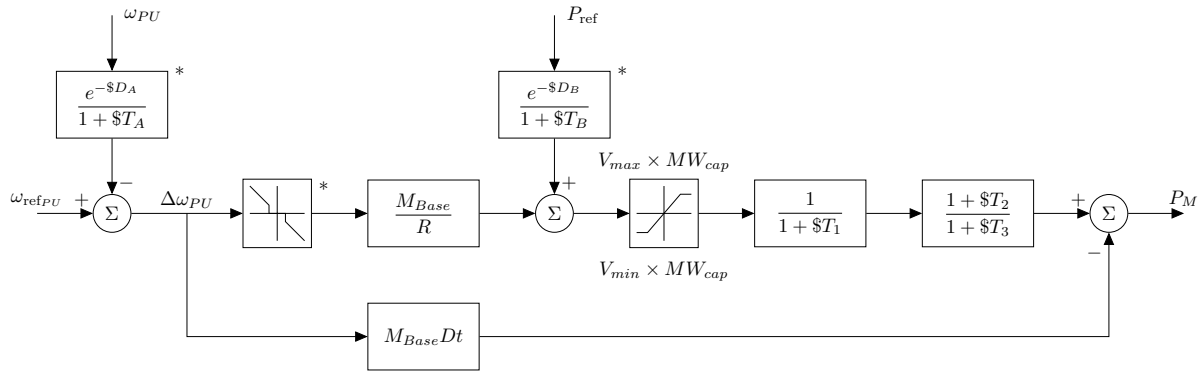 ω_PU
P_ref
e^−$D_A / 1 + $T_A
*
e^−$D_B / 1 + $T_B
*
V_max × MW_cap
ω_ref_PU
+
−
Σ
Δω_PU
*
M_Base / R
+
Σ
1 / 1 + $T_1
1 + $T_2 / 1 + $T_3
+
Σ
−
P_M
V_min × MW_cap
M_Base Dt